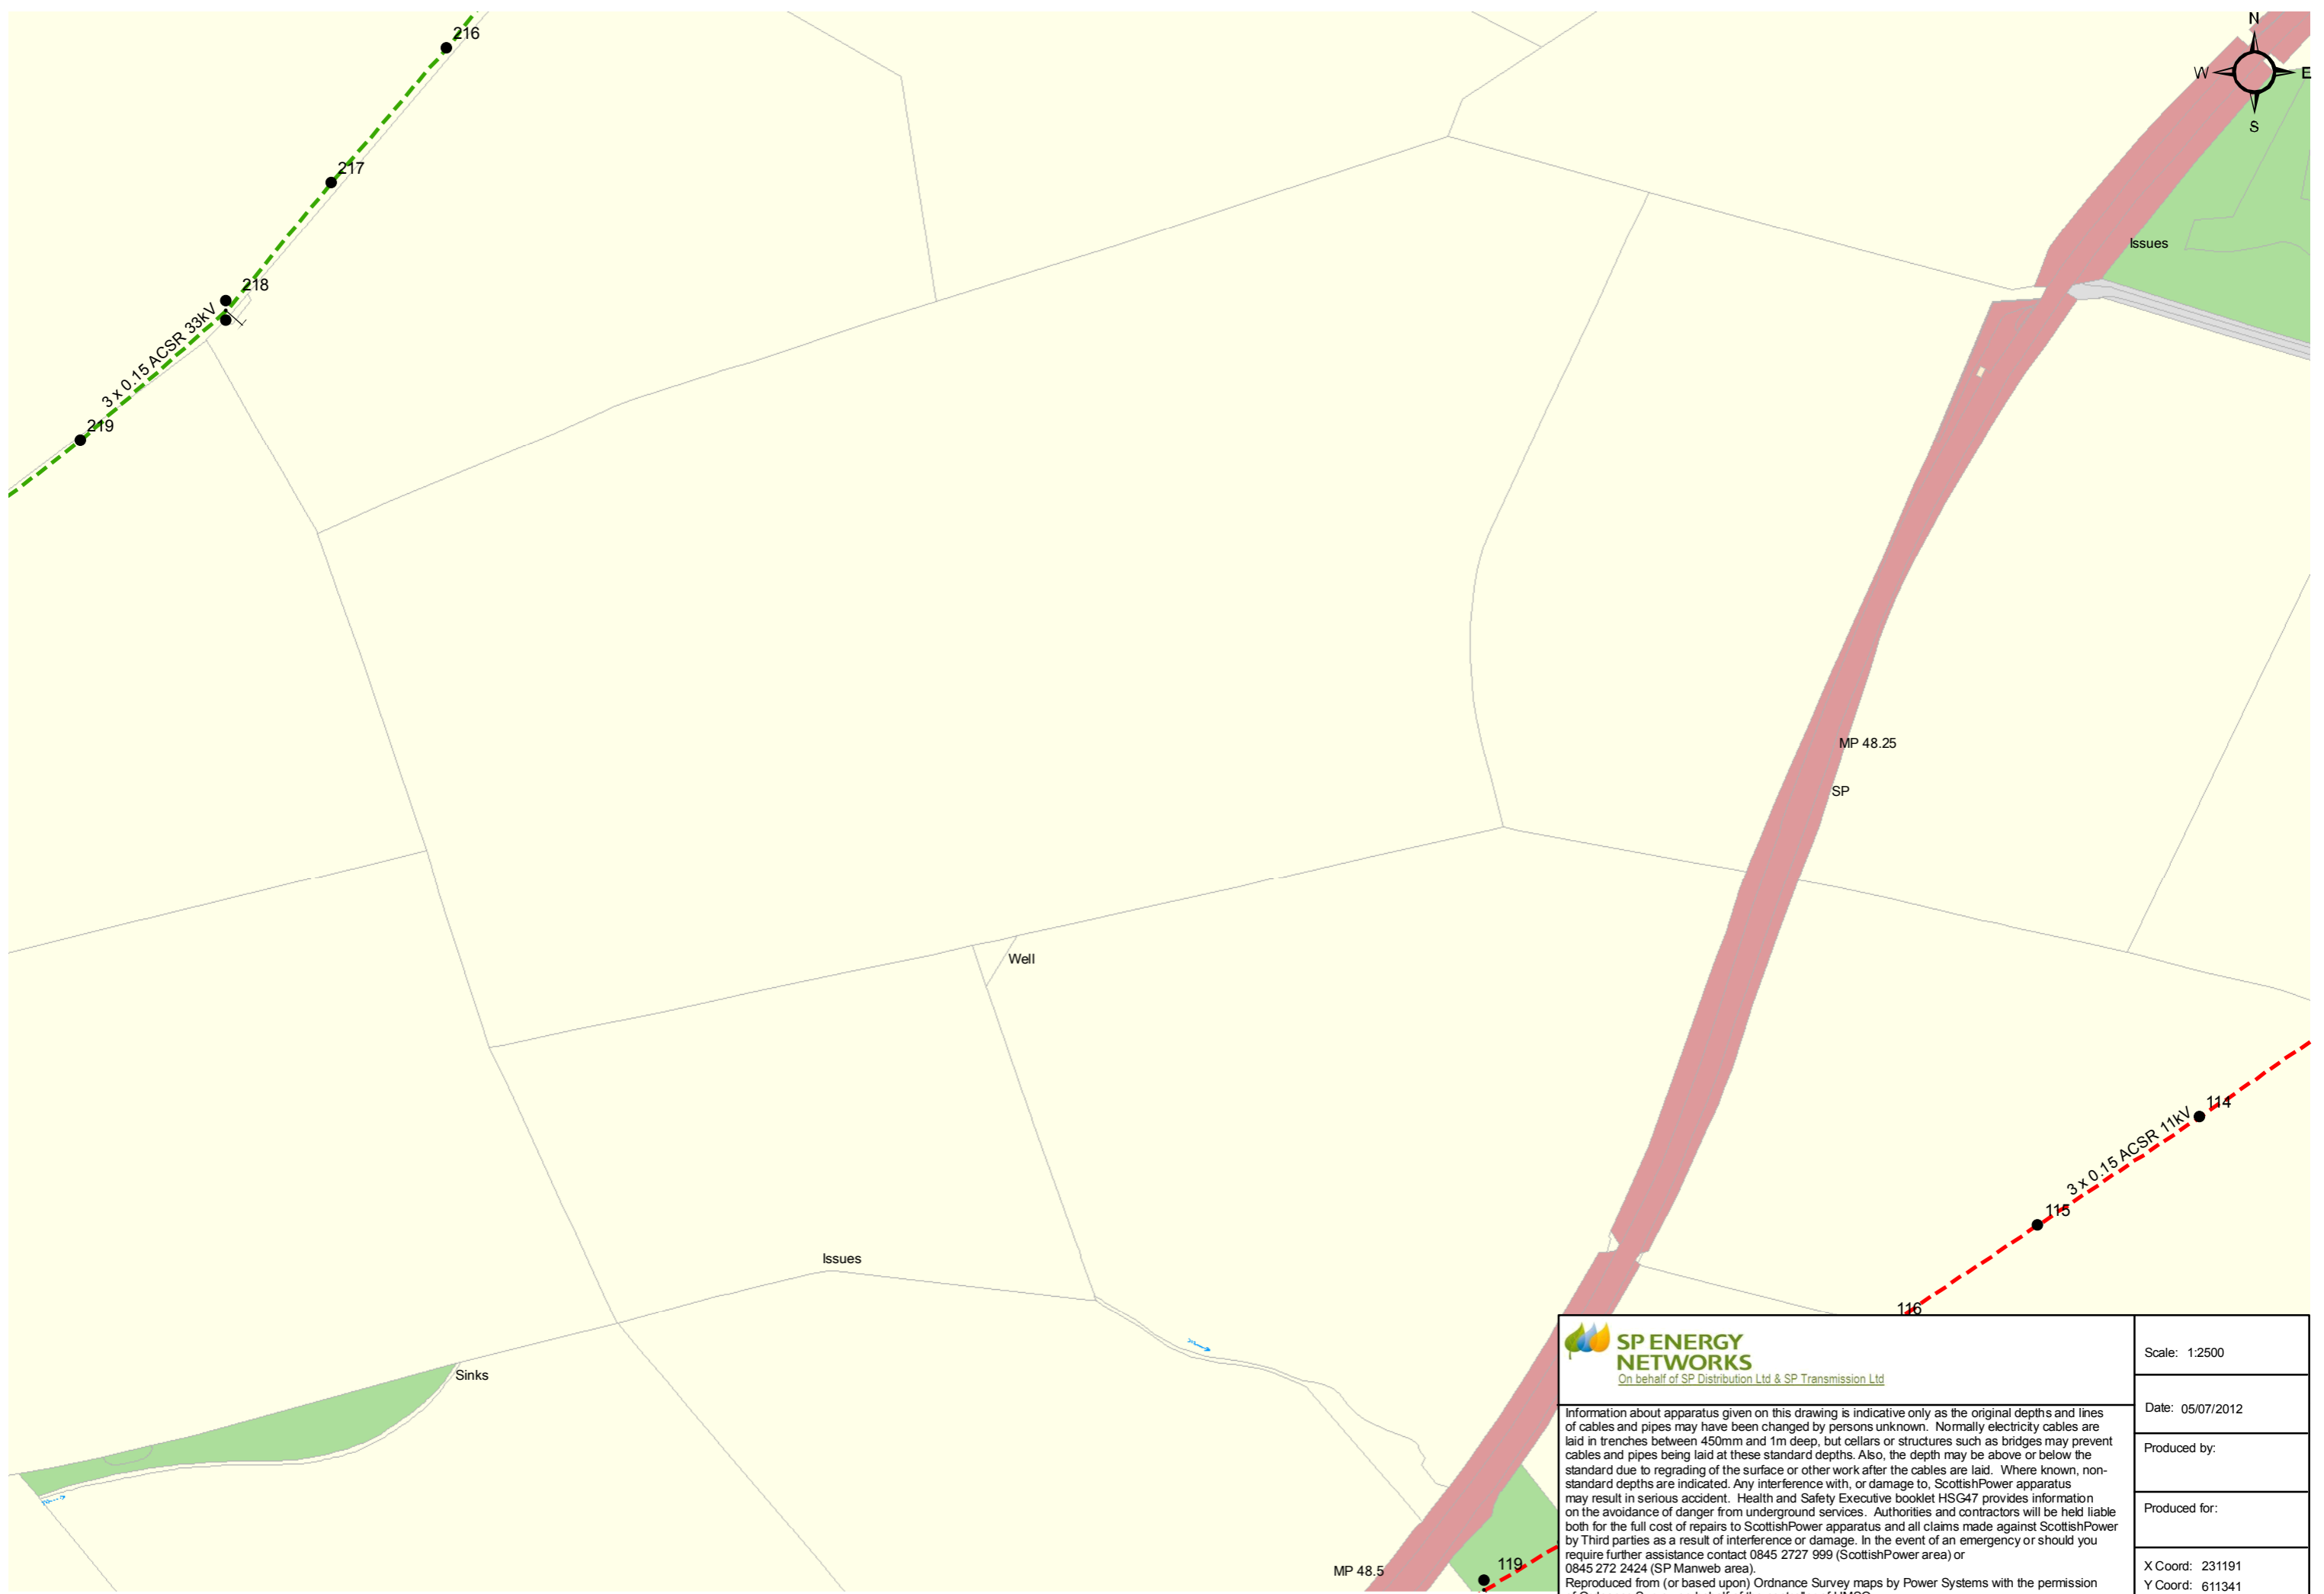 216
N
W
E
S
217
Issues
218
3 x 0.15 ACSR 33kV
219
MP 48.25
SP
Well
114
3 x 0.15 ACSR 11kV
115
Issues
116
Sinks
SP ENERGY
NETWORKS
On behalf of SP Distribution Ltd & SP Transmission Ltd
Scale: 1:2500
Information about apparatus given on this drawing is indicative only as the original depths and lines
of cables and pipes may have been changed by persons unknown. Normally electricity cables are
laid in trenches between 450mm and 1m deep, but cellars or structures such as bridges may prevent
cables and pipes being laid at these standard depths. Also, the depth may be above or below the
standard due to regrading of the surface or other work after the cables are laid. Where known, non-
standard depths are indicated. Any interference with, or damage to, ScottishPower apparatus
may result in serious accident. Health and Safety Executive booklet HSG47 provides information
on the avoidance of danger from underground services. Authorities and contractors will be held liable
both for the full cost of repairs to ScottishPower apparatus and all claims made against ScottishPower
by Third parties as a result of interference or damage. In the event of an emergency or should you
require further assistance contact 0845 2727 999 (ScottishPower area) or
0845 272 2424 (SP Manweb area).
Reproduced from (or based upon) Ordnance Survey maps by Power Systems with the permission
Date: 05/07/2012
Produced by:
Produced for:
X Coord: 231191
Y Coord: 611341
119
MP 48.5